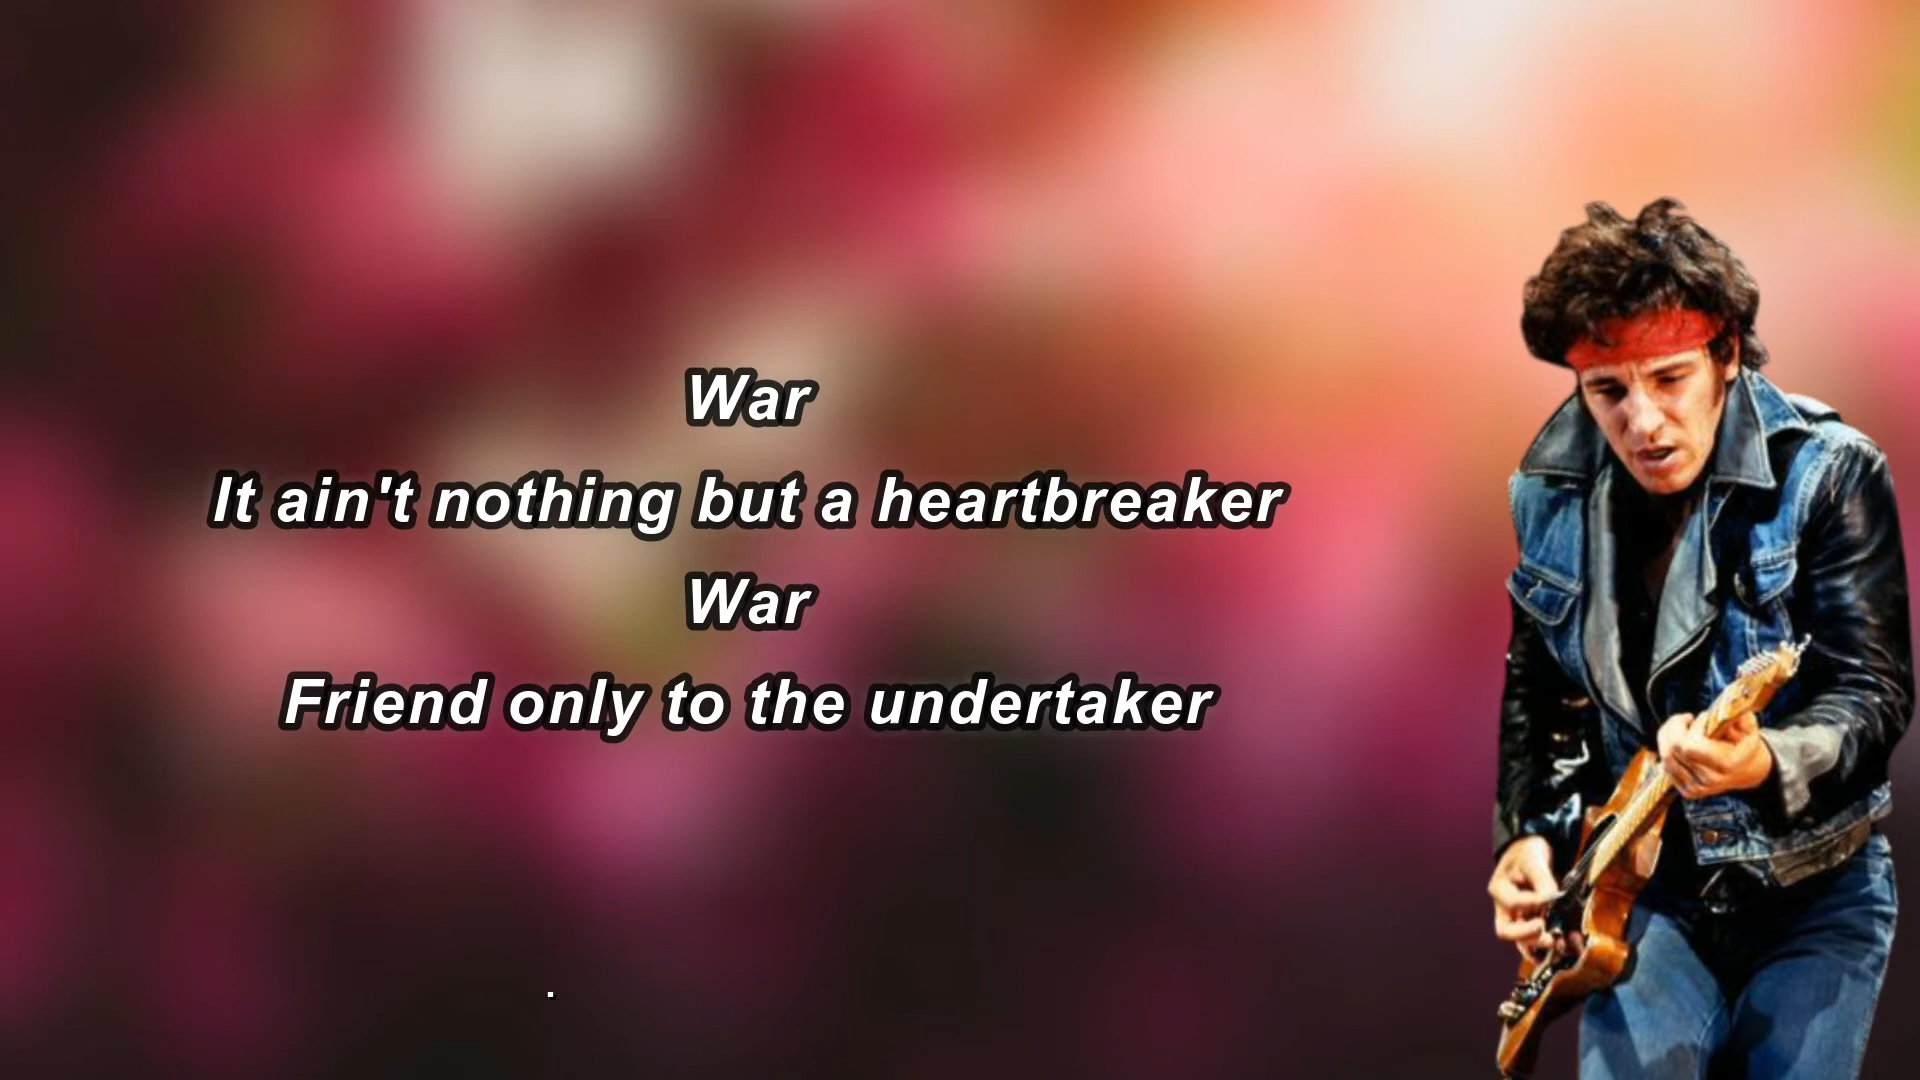 War
It ain't nothing but a heartbreaker
War
Friend only to the undertaker
.